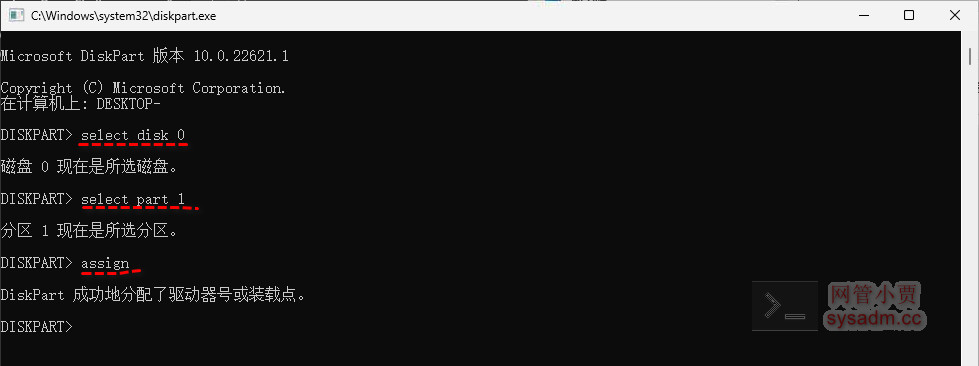 C:\Windows\system32\diskpart.exe
Microsoft DiskPart 版本 10.0.22621.1
Copyright (C) Microsoft Corporation.
在计算机上: DESKTOP-
DISKPART> select disk 0
磁盘 0 现在是所选磁盘。
DISKPART> select part 1
分区 1 现在是所选分区。
DISKPART> assign
DiskPart 成功地分配了驱动器号或装载点。
DISKPART>
网管小贾
sysadm.cc